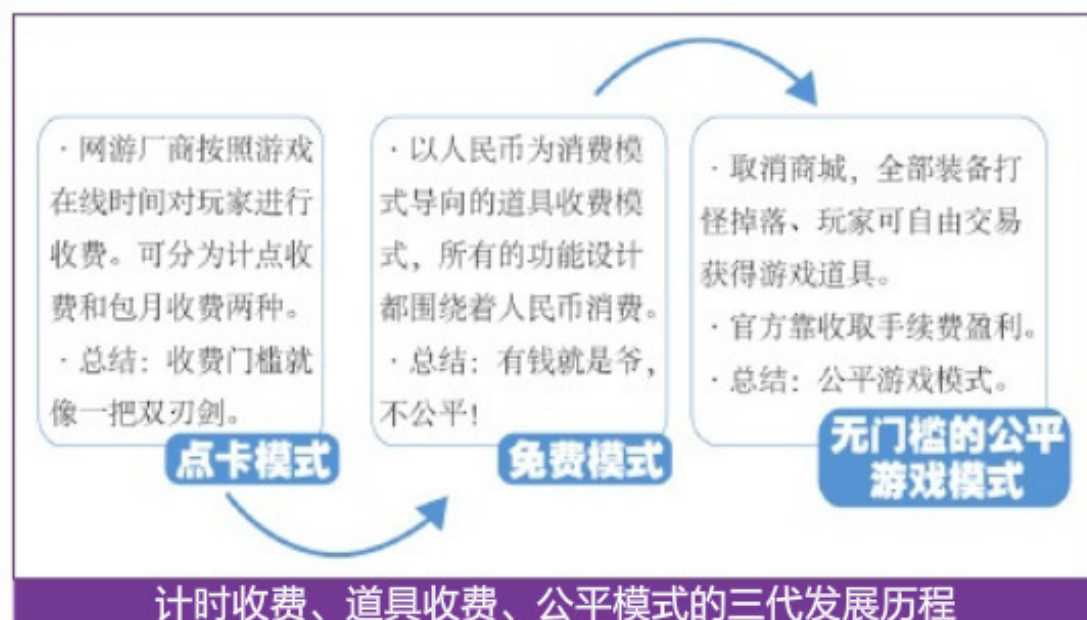 ·网游厂商按照游戏
在线时间对玩家进行
收费。可分为计点收
费和包月收费两种。
·总结：收费门槛就
像一把双刃剑。
点卡模式
·以人民币为消费模
式导向的道具收费模
式，所有的功能设计
都围绕着人民币消费。
·总结：有钱就是爷，
不公平！
免费模式
·取消商城，全部装备打
怪掉落、玩家可自由交易
获得游戏道具。
·官方靠收取手续费盈利。
·总结：公平游戏模式。
无门槛的公平
游戏模式
计时收费、道具收费、公平模式的三代发展历程